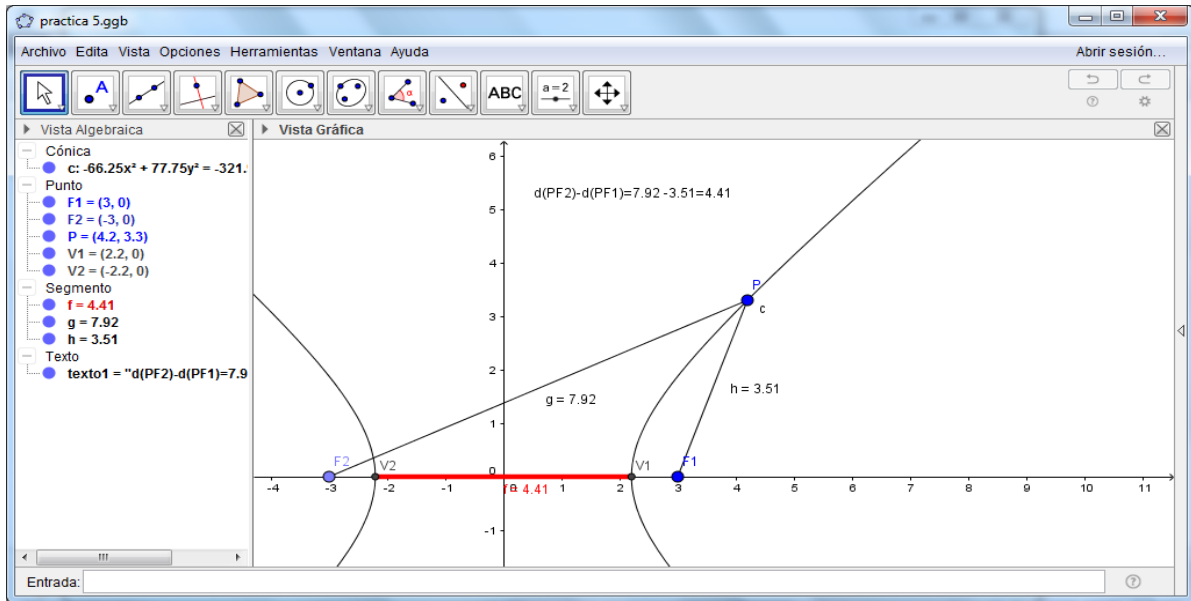 practica 5.ggb
Archivo Edita Vista Opciones Herramientas Ventana Ayuda
Abrir sesión...
A
α
ABC
a = 2
Vista Algebraica
Cónica
c: -66.25x² + 77.75y² = -321.
Punto
F1 = (3, 0)
F2 = (-3, 0)
P = (4.2, 3.3)
V1 = (2.2, 0)
V2 = (-2.2, 0)
Segmento
f = 4.41
g = 7.92
h = 3.51
Texto
texto1 = "d(PF2)-d(PF1)=7.9
Vista Gráfica
6
d(PF2)-d(PF1)=7.92 -3.51=4.41
5
4
P
c
3
2
h = 3.51
g = 7.92
1
F2
V2
0
V1
F1
-4 -3 -2 -1 0 1 2 3 4 5 6 7 8 9 10 11
f = 4.41
-1
Entrada: